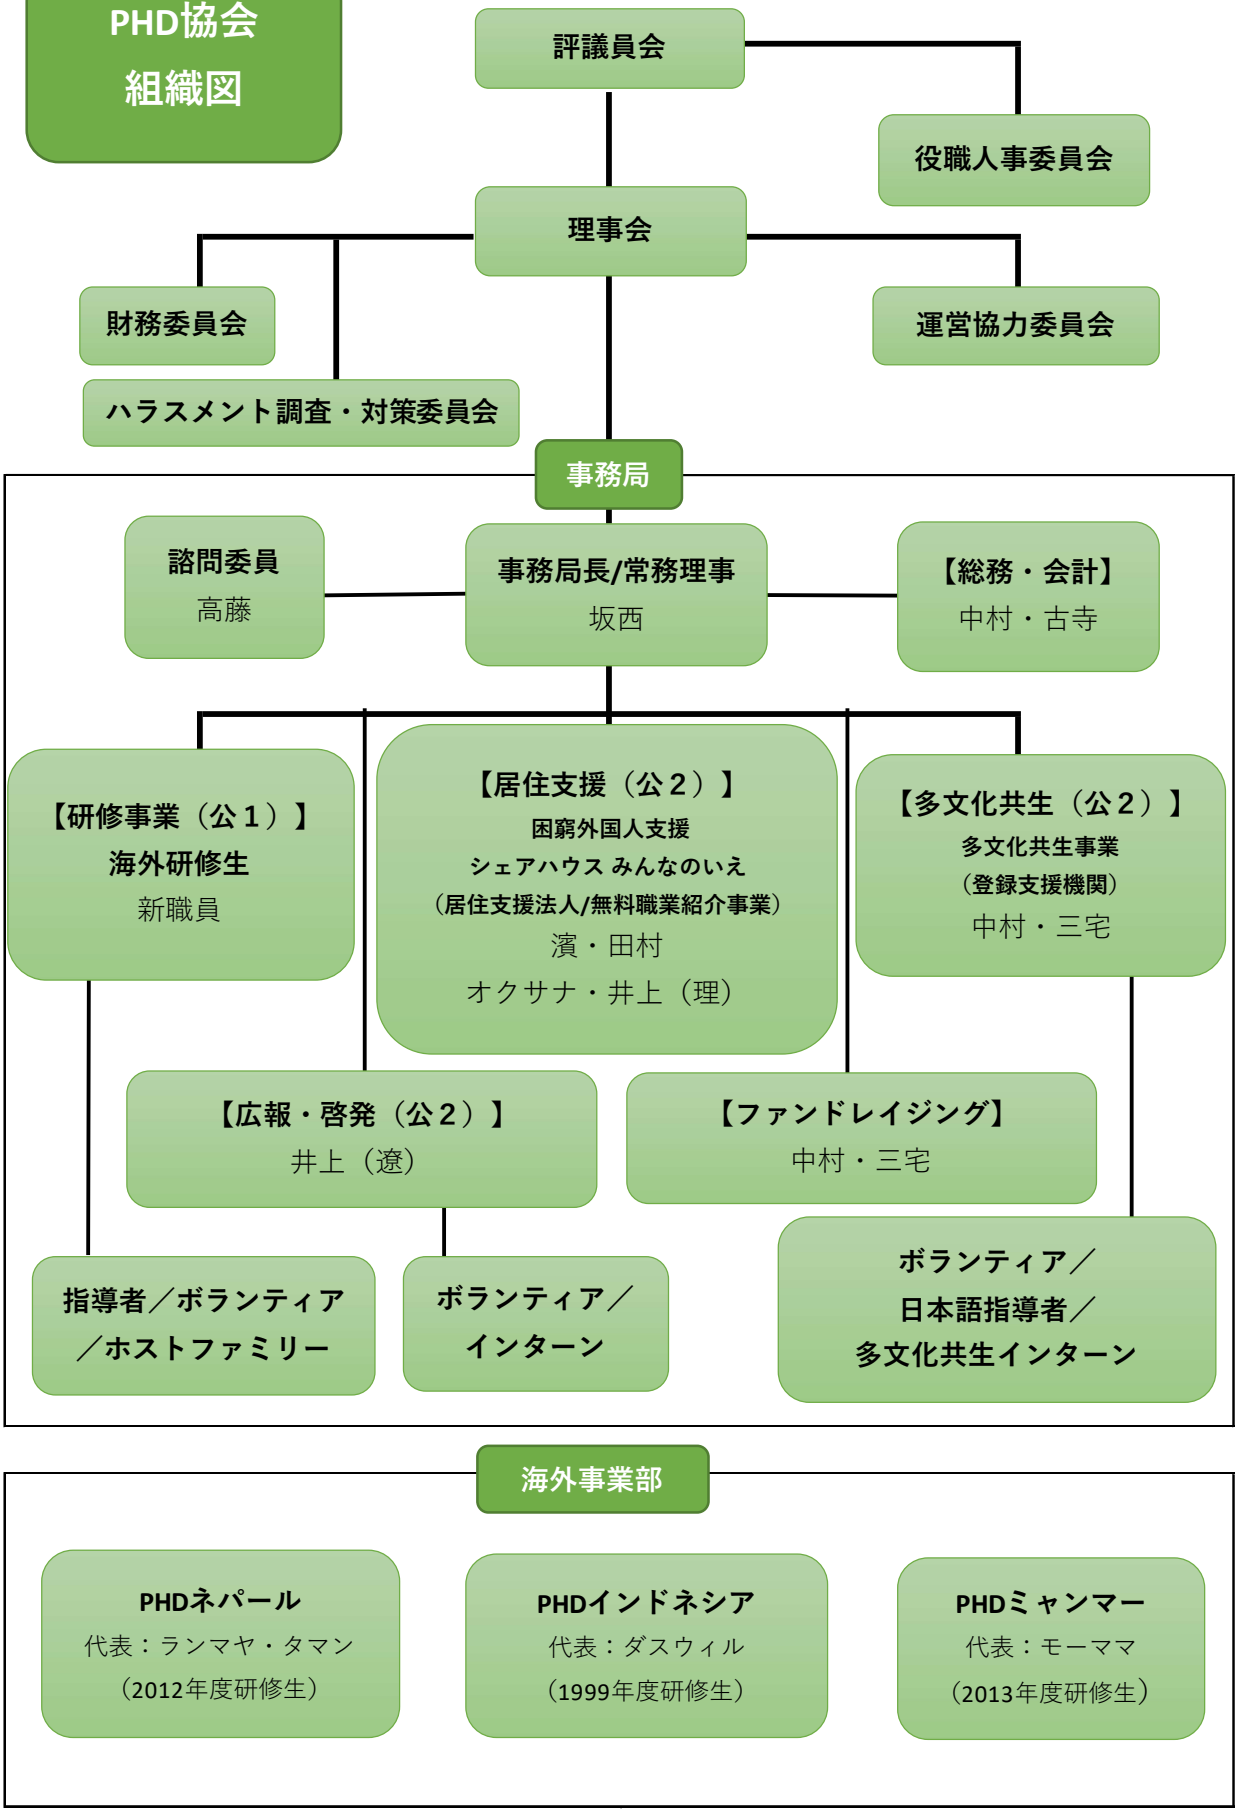 PHD協会
組織図
評議員会
役職人事委員会
理事会
財務委員会
運営協力委員会
ハラスメント調査・対策委員会
事務局
諮問委員
高藤
事務局長/常務理事
坂西
【総務・会計】
中村・古寺
【研修事業（公１）】
海外研修生
新職員
【居住支援（公２）】
困窮外国人支援
シェアハウス みんなのいえ
（居住支援法人/無料職業紹介事業）
濱・田村
オクサナ・井上（理）
【多文化共生（公２）】
多文化共生事業
（登録支援機関）
中村・三宅
【広報・啓発（公２）】
井上（遼）
【ファンドレイジング】
中村・三宅
指導者／ボランティア
／ホストファミリー
ボランティア／
インターン
ボランティア／
日本語指導者／
多文化共生インターン
海外事業部
PHDネパール
代表：ランマヤ・タマン
（2012年度研修生）
PHDインドネシア
代表：ダスウィル
（1999年度研修生）
PHDミャンマー
代表：モーママ
（2013年度研修生）